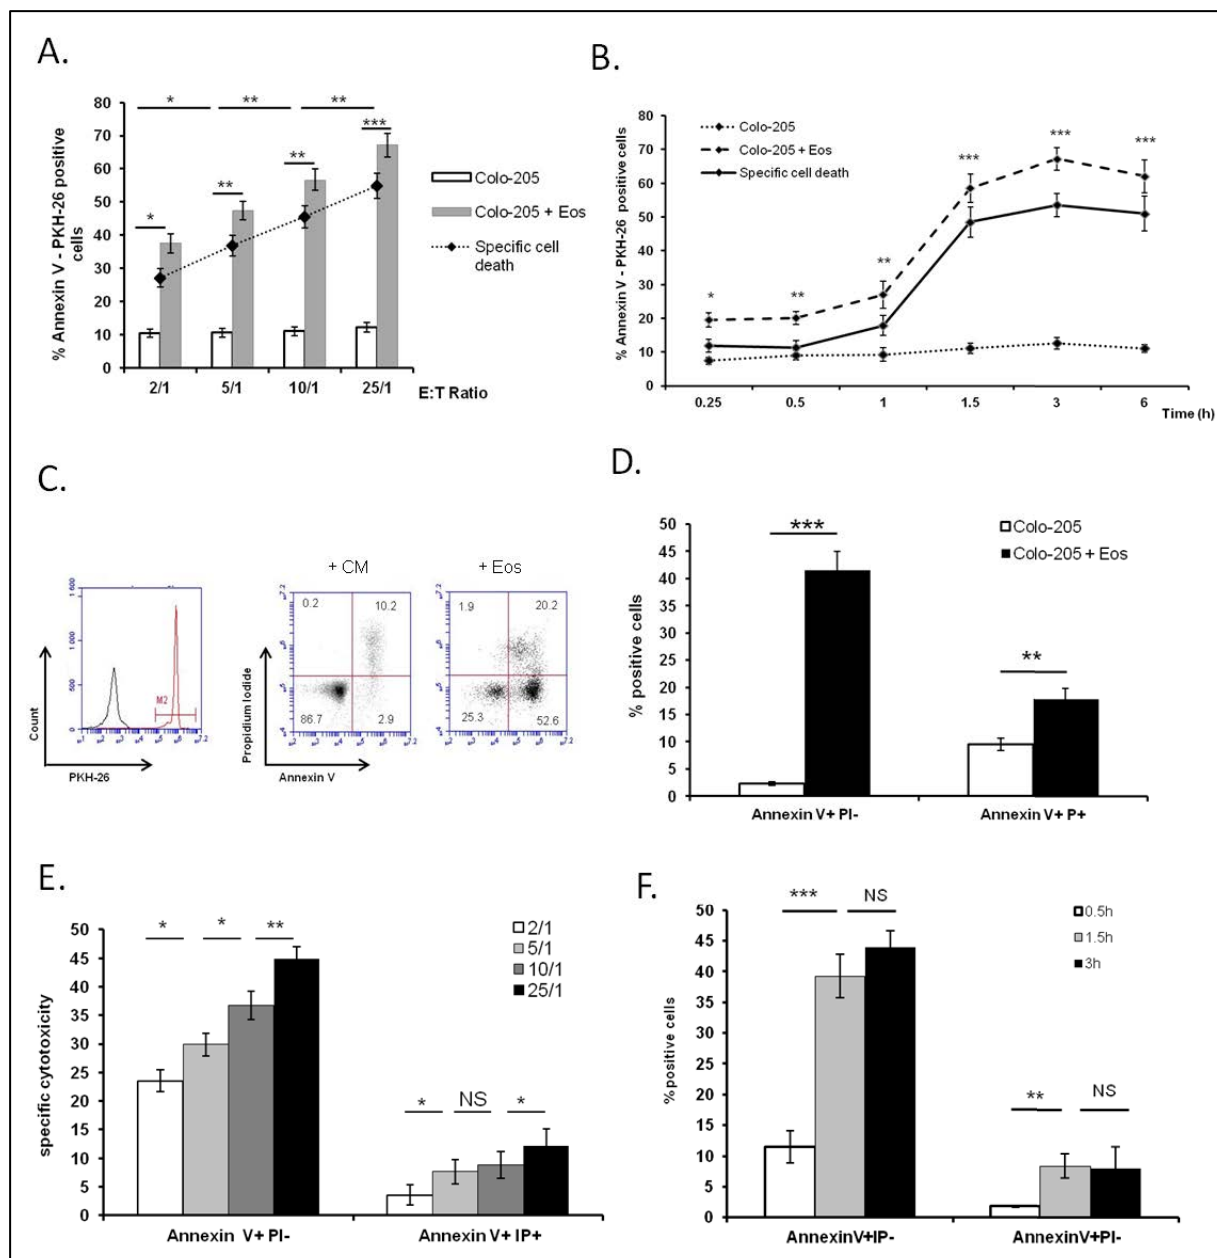 A.
* ** **
80
70
60
50
40
30
20
10
0
% Annexin V - PKH-26 positive cells
*
**
**
***
2/1 5/1 10/1 25/1
E:T Ratio
Colo-205
Colo-205 + Eos
Specific cell
death
B.
80
70
60
50
40
30
20
10
0
% Annexin V - PKH-26 positive cells
Colo-205
Colo-205 + Eos
Specific cell death
* ** ** *** *** ***
0.25 0.5 1 1.5 3 6
Time (h)
C.
1 600
1 000
500
0
Count
M2
PKH-26
+ CM
0.2 10.2
86.7 2.9
Propidium Iodide
Annexin V
+ Eos
1.9 20.2
25.3 52.6
D.
50
45
40
35
30
25
20
15
10
5
0
% positive cells
Colo-205
Colo-205 + Eos
***
**
Annexin V+ PI- Annexin V+ P+
E.
50
45
40
35
30
25
20
15
10
5
0
specific cytotoxicity
* * **
* NS *
2/1
5/1
10/1
25/1
Annexin V+ PI- Annexin V+ IP+
F.
50
45
40
35
30
25
20
15
10
5
0
% positive cells
*** NS
** NS
0.5h
1.5h
3h
AnnexinV+IP- AnnexinV+PI-